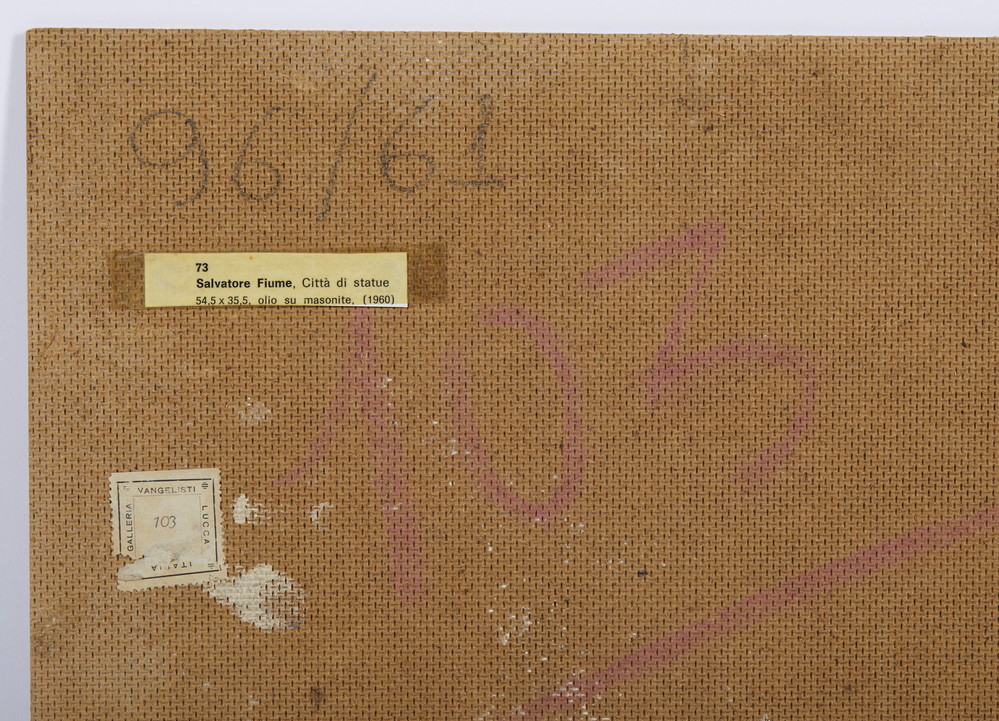 96/61
73
Salvatore Fiume, Città di statue
54,5 x 35,5, olio su masonite, (1960)
103
VANGELISTI
GALLERIA
103
LUCCA
ITALIA